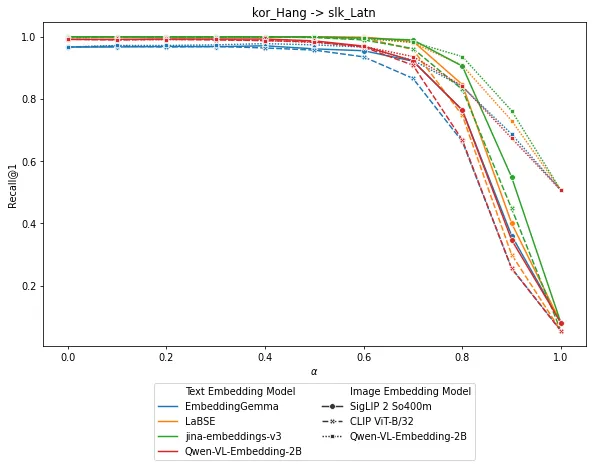 kor_Hang -> slk_Latn
Recall@1
1.0
0.8
0.6
0.4
0.2
0.0 0.2 0.4 0.6 0.8 1.0
α
Text Embedding Model
EmbeddingGemma
LaBSE
jina-embeddings-v3
Qwen-VL-Embedding-2B
Image Embedding Model
SigLIP 2 So400m
CLIP ViT-B/32
Qwen-VL-Embedding-2B